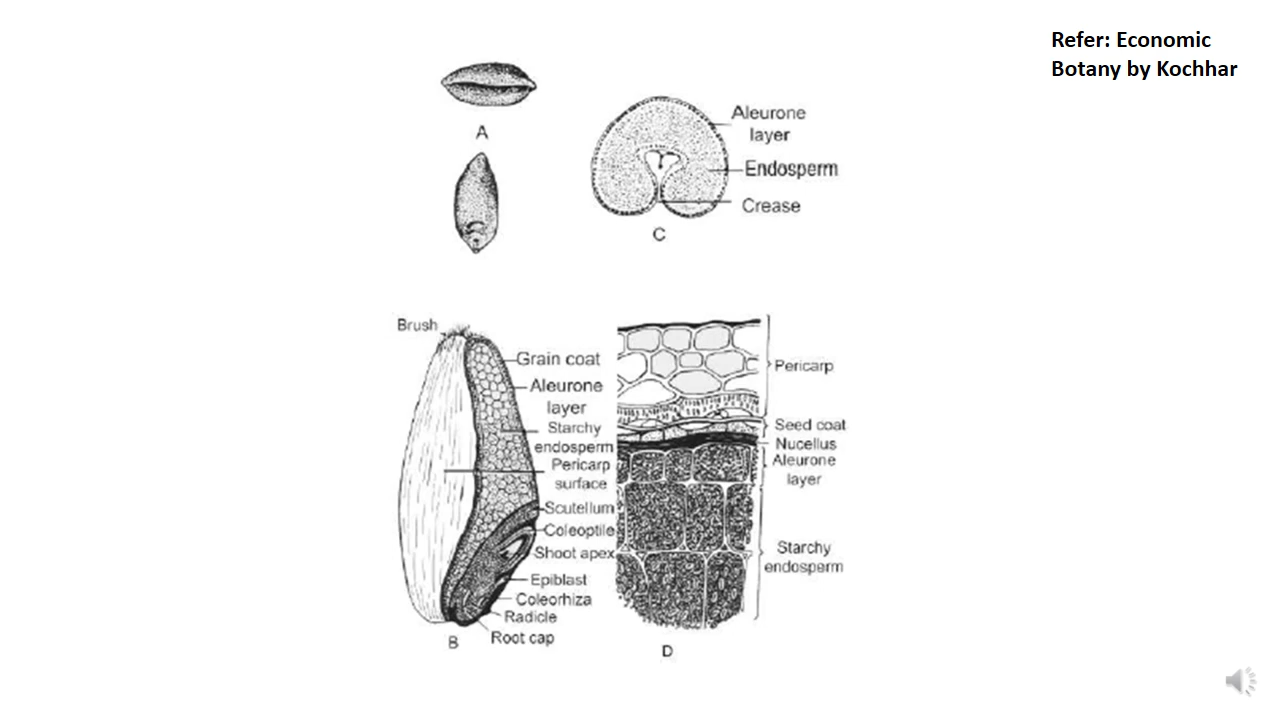 Refer: Economic
Botany by Kochhar
A
Aleurone
layer
Endosperm
Crease
C
Brush
Grain coat
Aleurone
layer
Starchy
endosperm
Pericarp
surface
Scutellum
Coleoptile
Shoot apex
Epiblast
Coleorhiza
Radicle
Root cap
B
Pericarp
Seed coat
Nucellus
Aleurone
layer
Starchy
endosperm
D